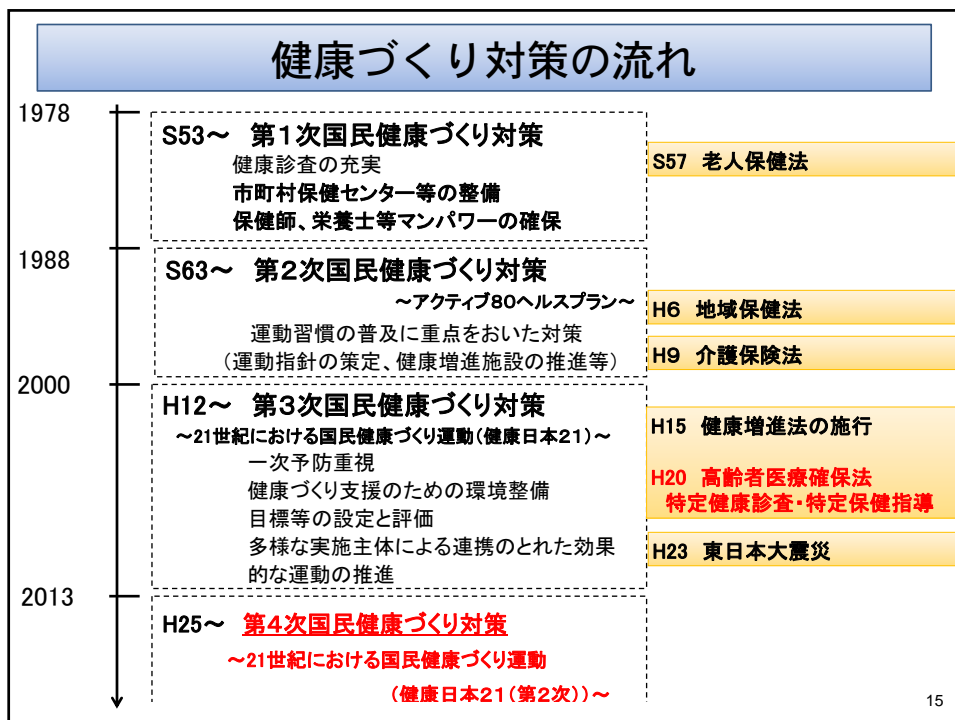 健康づくり対策の流れ
1978
S53～　第１次国民健康づくり対策
健康診査の充実
市町村保健センター等の整備
保健師、栄養士等マンパワーの確保
S57　老人保健法
1988
S63～　第２次国民健康づくり対策
～アクティブ８０ヘルスプラン～
運動習慣の普及に重点をおいた対策
（運動指針の策定、健康増進施設の推進等）
H6　地域保健法
H9　介護保険法
2000
H12～　第３次国民健康づくり対策
～21世紀における国民健康づくり運動（健康日本２１）～
一次予防重視
健康づくり支援のための環境整備
目標等の設定と評価
多様な実施主体による連携のとれた効果
的な運動の推進
H15　健康増進法の施行
H20　高齢者医療確保法
特定健康診査・特定保健指導
H23　東日本大震災
2013
H25～　第４次国民健康づくり対策
～21世紀における国民健康づくり運動
（健康日本２１（第２次））～
15